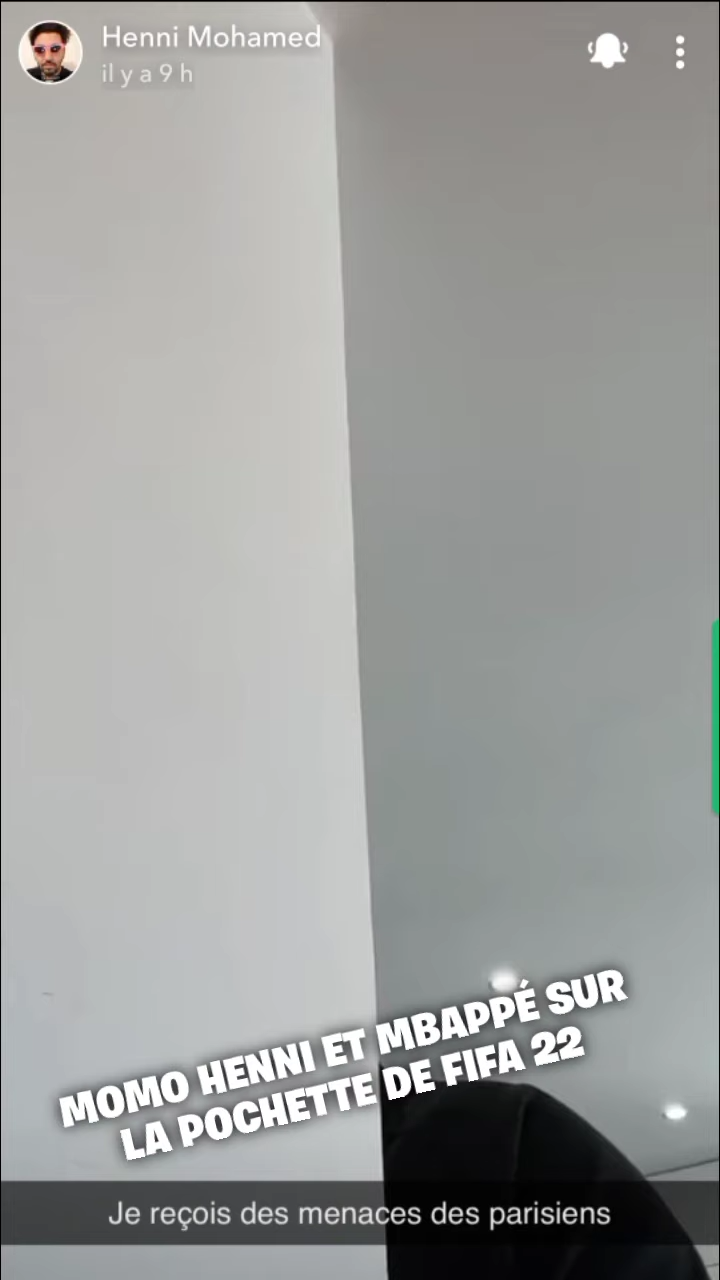 Henni Mohamed
il y a 9 h
MOMO HENNI ET MBAPPÉ SUR
LA POCHETTE DE FIFA 22
Je reçois des menaces des parisiens